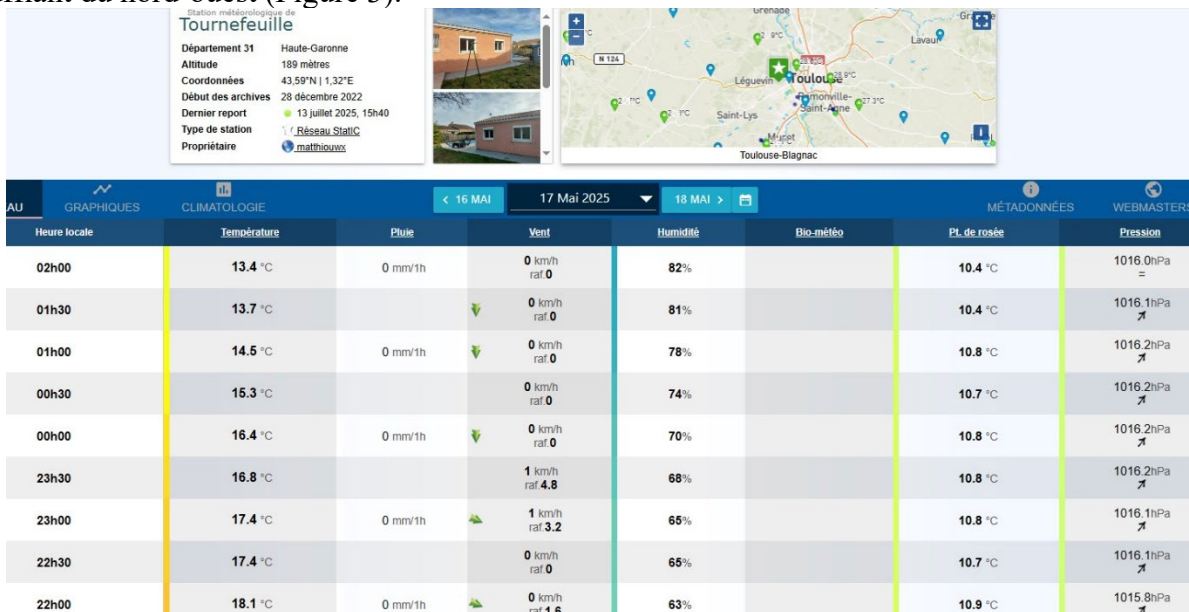 du nord-ouest (Figure 3).
Station météorologique de
Tournefeuille
Département 31 Haute-Garonne
Altitude 189 mètres
Coordonnées 43,59°N | 1,32°E
Début des archives 28 décembre 2022
Dernier report 13 juillet 2025, 15h40
Type de station Réseau StatIC
Propriétaire matthiouwx
+
−
N 124
Grenade
Lavaur
Léguevin
Toulouse
Saint-Agne
27.3°C
Saint-Lys
Muret
i
Toulouse-Blagnac
AU GRAPHIQUES CLIMATOLOGIE < 16 MAI 17 Mai 2025 18 MAI > MÉTADONNÉES WEBMASTERS
Heure locale Température Pluie Vent Humidité Bio-météo Pt. de rosée Pression
02h00 13.4 °C 0 mm/1h 0 km/h 82% 10.4 °C 1016.0hPa
raf.0 =
01h30 13.7 °C 0 km/h 81% 10.4 °C 1016.1hPa
raf.0
01h00 14.5 °C 0 mm/1h 0 km/h 78% 10.8 °C 1016.2hPa
raf.0
00h30 15.3 °C 0 km/h 74% 10.7 °C 1016.2hPa
raf.0
00h00 16.4 °C 0 mm/1h 0 km/h 70% 10.8 °C 1016.2hPa
raf.0
23h30 16.8 °C 1 km/h 68% 10.8 °C 1016.2hPa
raf.4.8
23h00 17.4 °C 0 mm/1h 1 km/h 65% 10.8 °C 1016.1hPa
raf.3.2
22h30 17.4 °C 0 km/h 65% 10.7 °C 1016.1hPa
raf.0
22h00 18.1 °C 0 mm/1h 0 km/h 63% 10.9 °C 1015.8hPa
raf.1.6